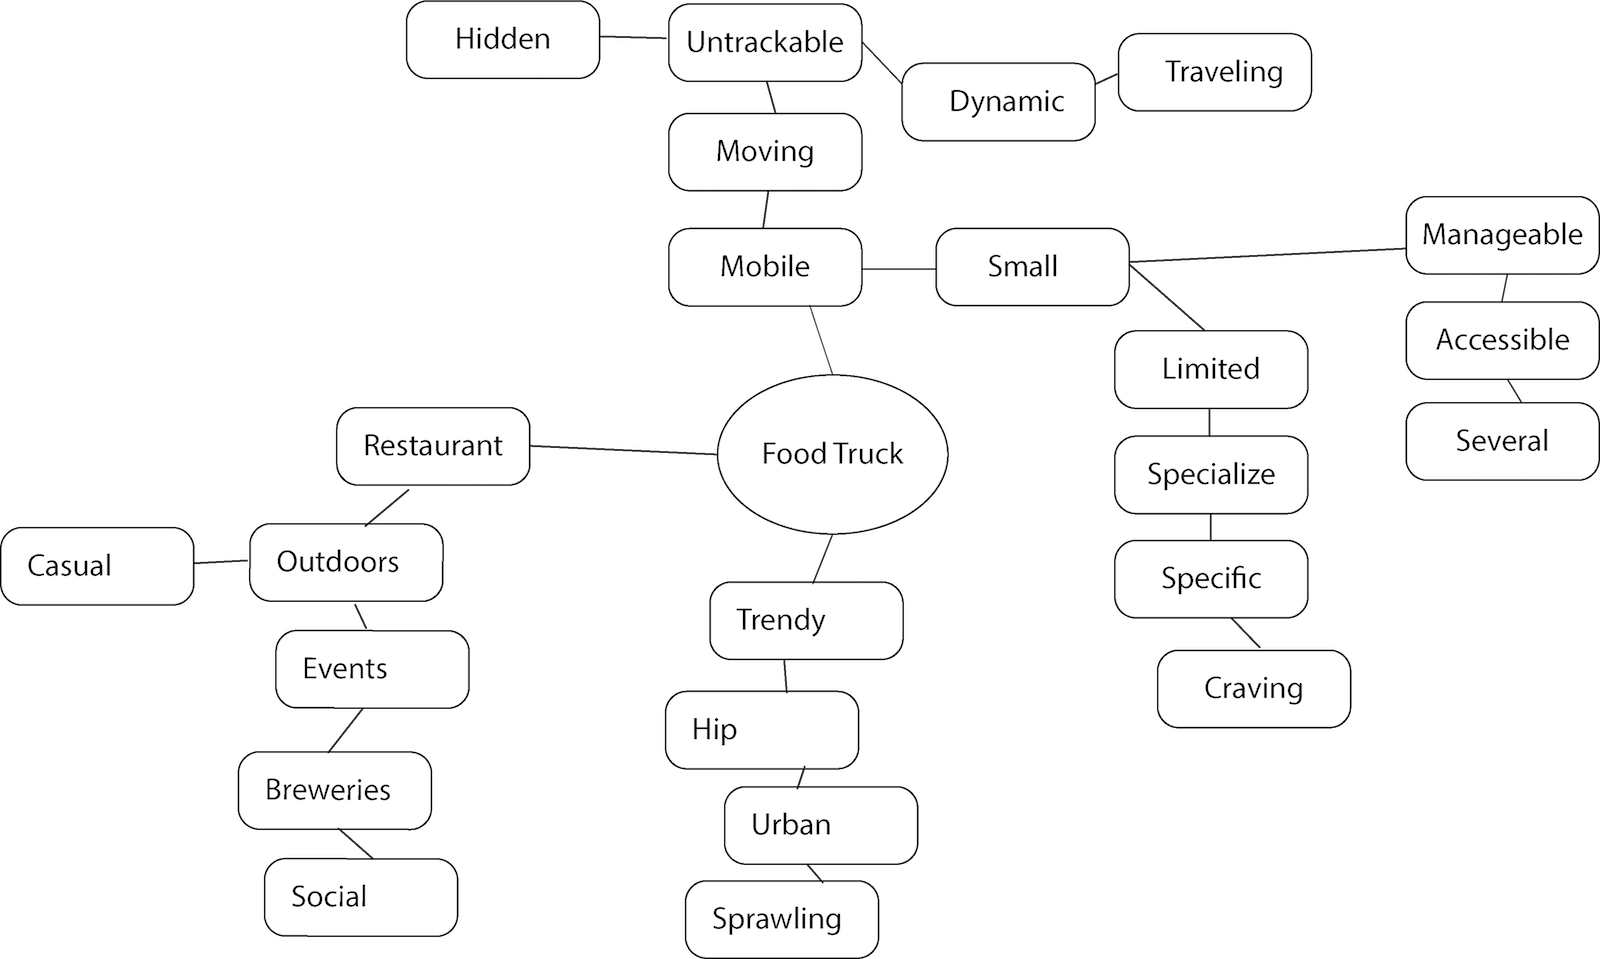 Hidden
Untrackable
Dynamic
Traveling
Moving
Mobile
Small
Manageable
Accessible
Several
Limited
Specialize
Specific
Craving
Food Truck
Restaurant
Outdoors
Casual
Events
Breweries
Social
Trendy
Hip
Urban
Sprawling